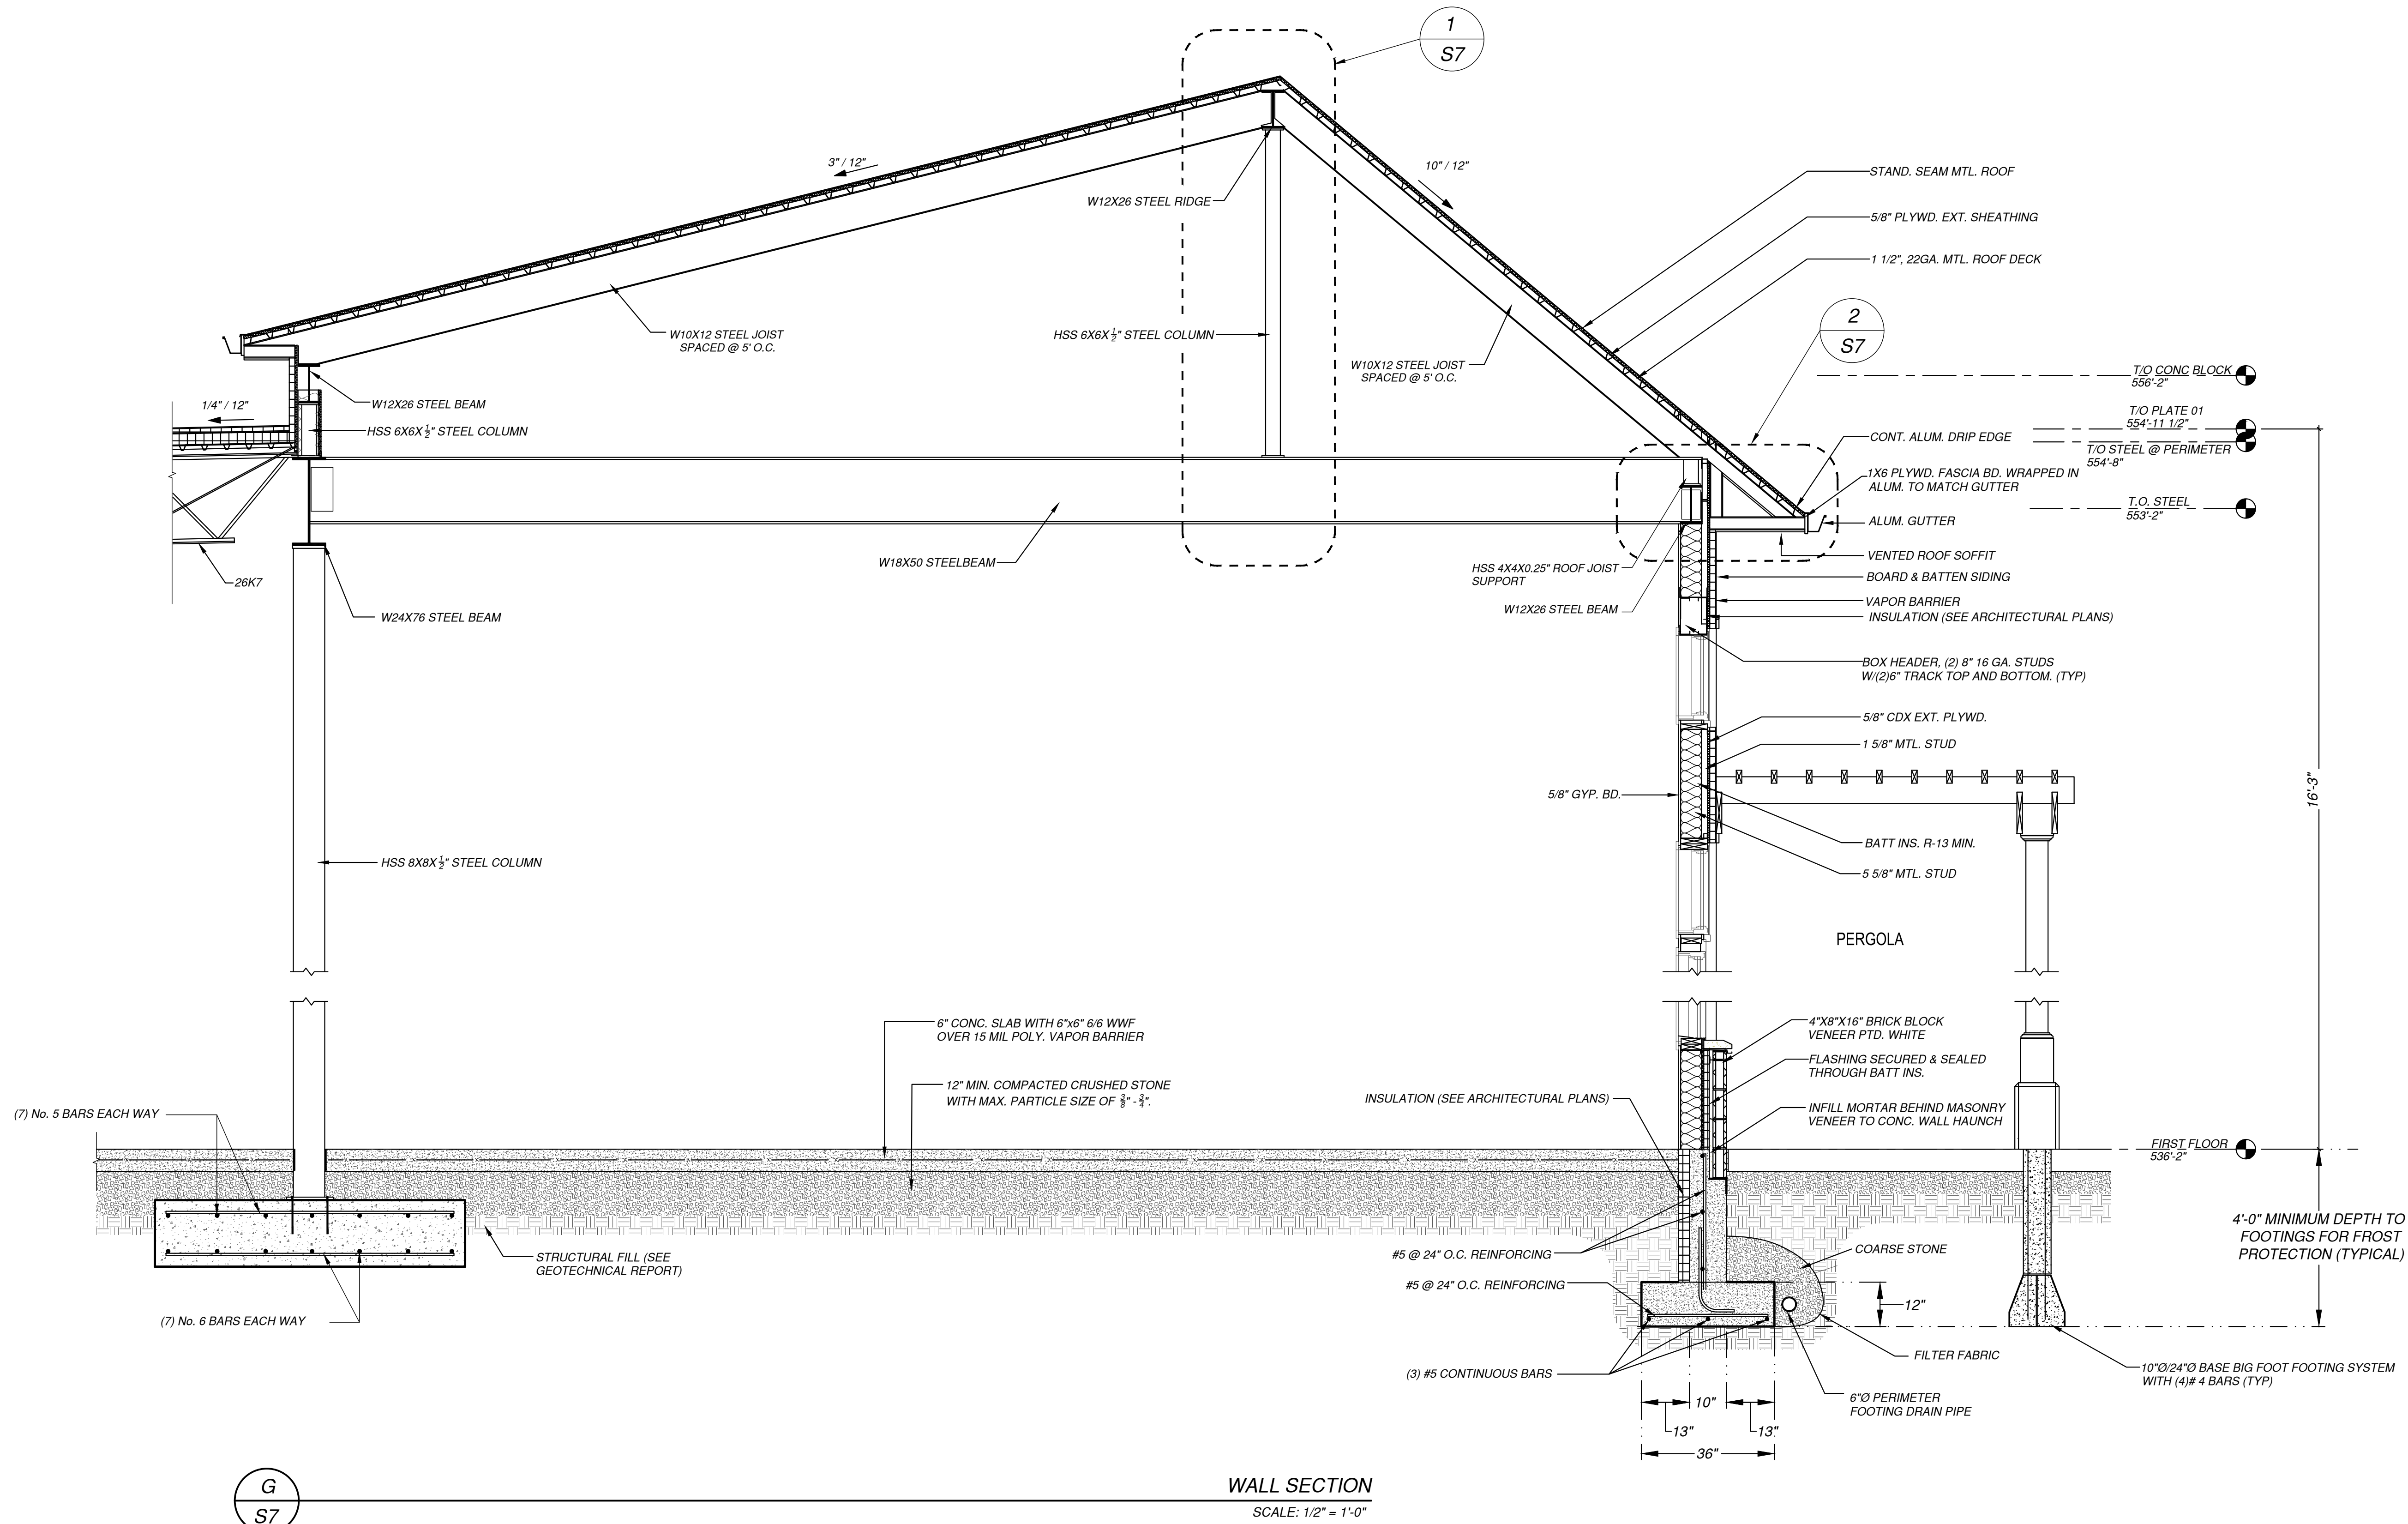 1
S7
3" / 12"
10" / 12"
STAND. SEAM MTL. ROOF
W12X26 STEEL RIDGE
5/8" PLYWD. EXT. SHEATHING
1 1/2", 22GA. MTL. ROOF DECK
2
S7
W10X12 STEEL JOIST
SPACED @ 5' O.C.
HSS 6X6X 1/2" STEEL COLUMN
W10X12 STEEL JOIST
SPACED @ 5' O.C.
T/O CONC BLOCK
556'-2"
1/4" / 12"
W12X26 STEEL BEAM
HSS 6X6X 1/2" STEEL COLUMN
T/O PLATE 01
554'-11 1/2"
CONT. ALUM. DRIP EDGE
T/O STEEL @ PERIMETER
554'-8"
1X6 PLYWD. FASCIA BD. WRAPPED IN
ALUM. TO MATCH GUTTER
T.O. STEEL
553'-2"
ALUM. GUTTER
VENTED ROOF SOFFIT
W18X50 STEELBEAM
HSS 4X4X0.25" ROOF JOIST
SUPPORT
26K7
BOARD & BATTEN SIDING
VAPOR BARRIER
W12X26 STEEL BEAM
W24X76 STEEL BEAM
INSULATION (SEE ARCHITECTURAL PLANS)
BOX HEADER, (2) 8" 16 GA. STUDS
W/(2)6" TRACK TOP AND BOTTOM. (TYP)
5/8" CDX EXT. PLYWD.
1 5/8" MTL. STUD
16'-3"
5/8" GYP. BD.
BATT INS. R-13 MIN.
HSS 8X8X 1/2" STEEL COLUMN
5 5/8" MTL. STUD
PERGOLA
6" CONC. SLAB WITH 6"x6" 6/6 WWF
OVER 15 MIL POLY. VAPOR BARRIER
4"X8"X16" BRICK BLOCK
VENEER PTD. WHITE
FLASHING SECURED & SEALED
THROUGH BATT INS.
12" MIN. COMPACTED CRUSHED STONE
WITH MAX. PARTICLE SIZE OF 3/8" - 3/4".
INSULATION (SEE ARCHITECTURAL PLANS)
(7) No. 5 BARS EACH WAY
INFILL MORTAR BEHIND MASONRY
VENEER TO CONC. WALL HAUNCH
FIRST FLOOR
536'-2"
4'-0" MINIMUM DEPTH TO
FOOTINGS FOR FROST
PROTECTION (TYPICAL)
STRUCTURAL FILL (SEE
GEOTECHNICAL REPORT)
#5 @ 24" O.C. REINFORCING
COARSE STONE
#5 @ 24" O.C. REINFORCING
12"
(7) No. 6 BARS EACH WAY
FILTER FABRIC
(3) #5 CONTINUOUS BARS
10"Ø/24"Ø BASE BIG FOOT FOOTING SYSTEM
WITH (4)# 4 BARS (TYP)
6"Ø PERIMETER
FOOTING DRAIN PIPE
10"
13"
13"
36"
G
S7
WALL SECTION
SCALE: 1/2" = 1'-0"